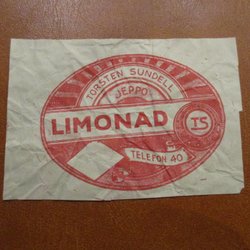 TORSTEN SUNDELL
JEPPO
LIMONAD
TS
TELEFON 40